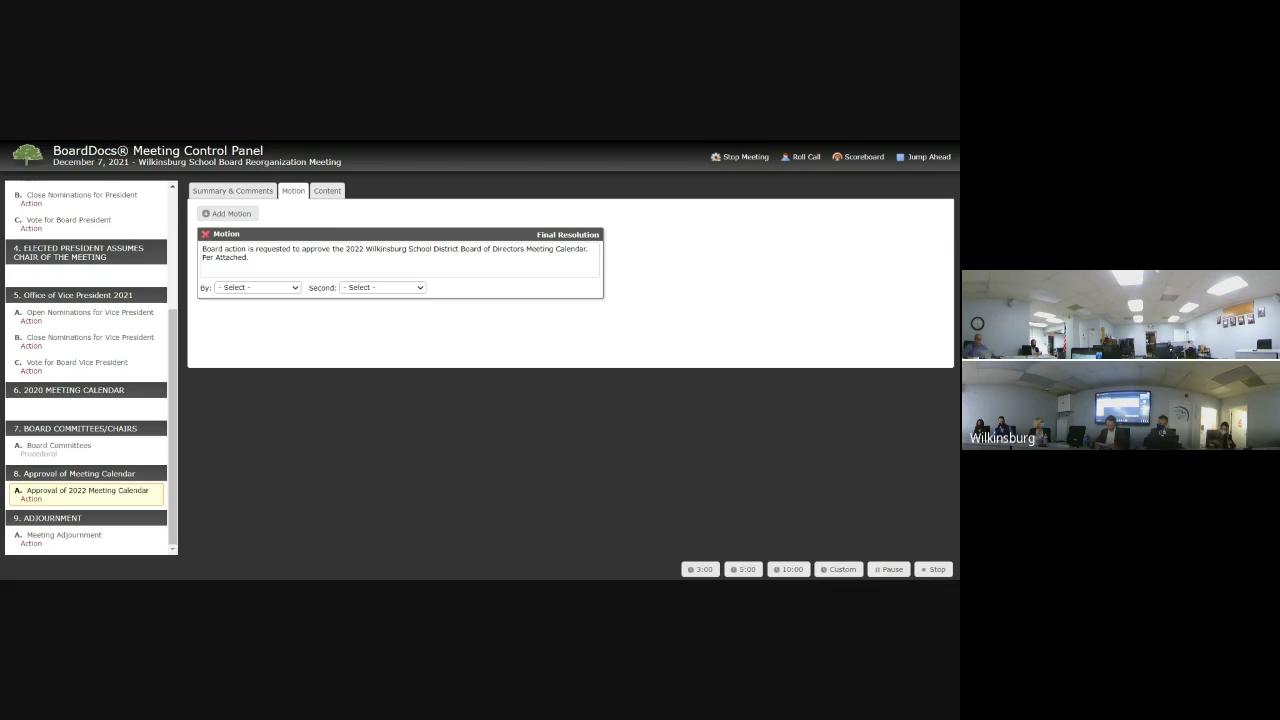 BoardDocs® Meeting Control Panel
December 7, 2021 - Wilkinsburg School Board Reorganization Meeting
Stop Meeting
Roll Call
Scoreboard
Jump Ahead
B. Close Nominations for President
Action
C. Vote for Board President
Action
4. ELECTED PRESIDENT ASSUMES
CHAIR OF THE MEETING
5. Office of Vice President 2021
A. Open Nominations for Vice President
Action
B. Close Nominations for Vice President
Action
C. Vote for Board Vice President
Action
6. 2020 MEETING CALENDAR
7. BOARD COMMITTEES/CHAIRS
A. Board Committees
Procedural
8. Approval of Meeting Calendar
A. Approval of 2022 Meeting Calendar
Action
9. ADJOURNMENT
A. Meeting Adjournment
Action
Summary & Comments
Motion
Content
Add Motion
Motion
Final Resolution
Board action is requested to approve the 2022 Wilkinsburg School District Board of Directors Meeting Calendar.
Per Attached.
By: - Select -
Second: - Select -
3:00
5:00
10:00
Custom
Pause
Stop
Wilkinsburg